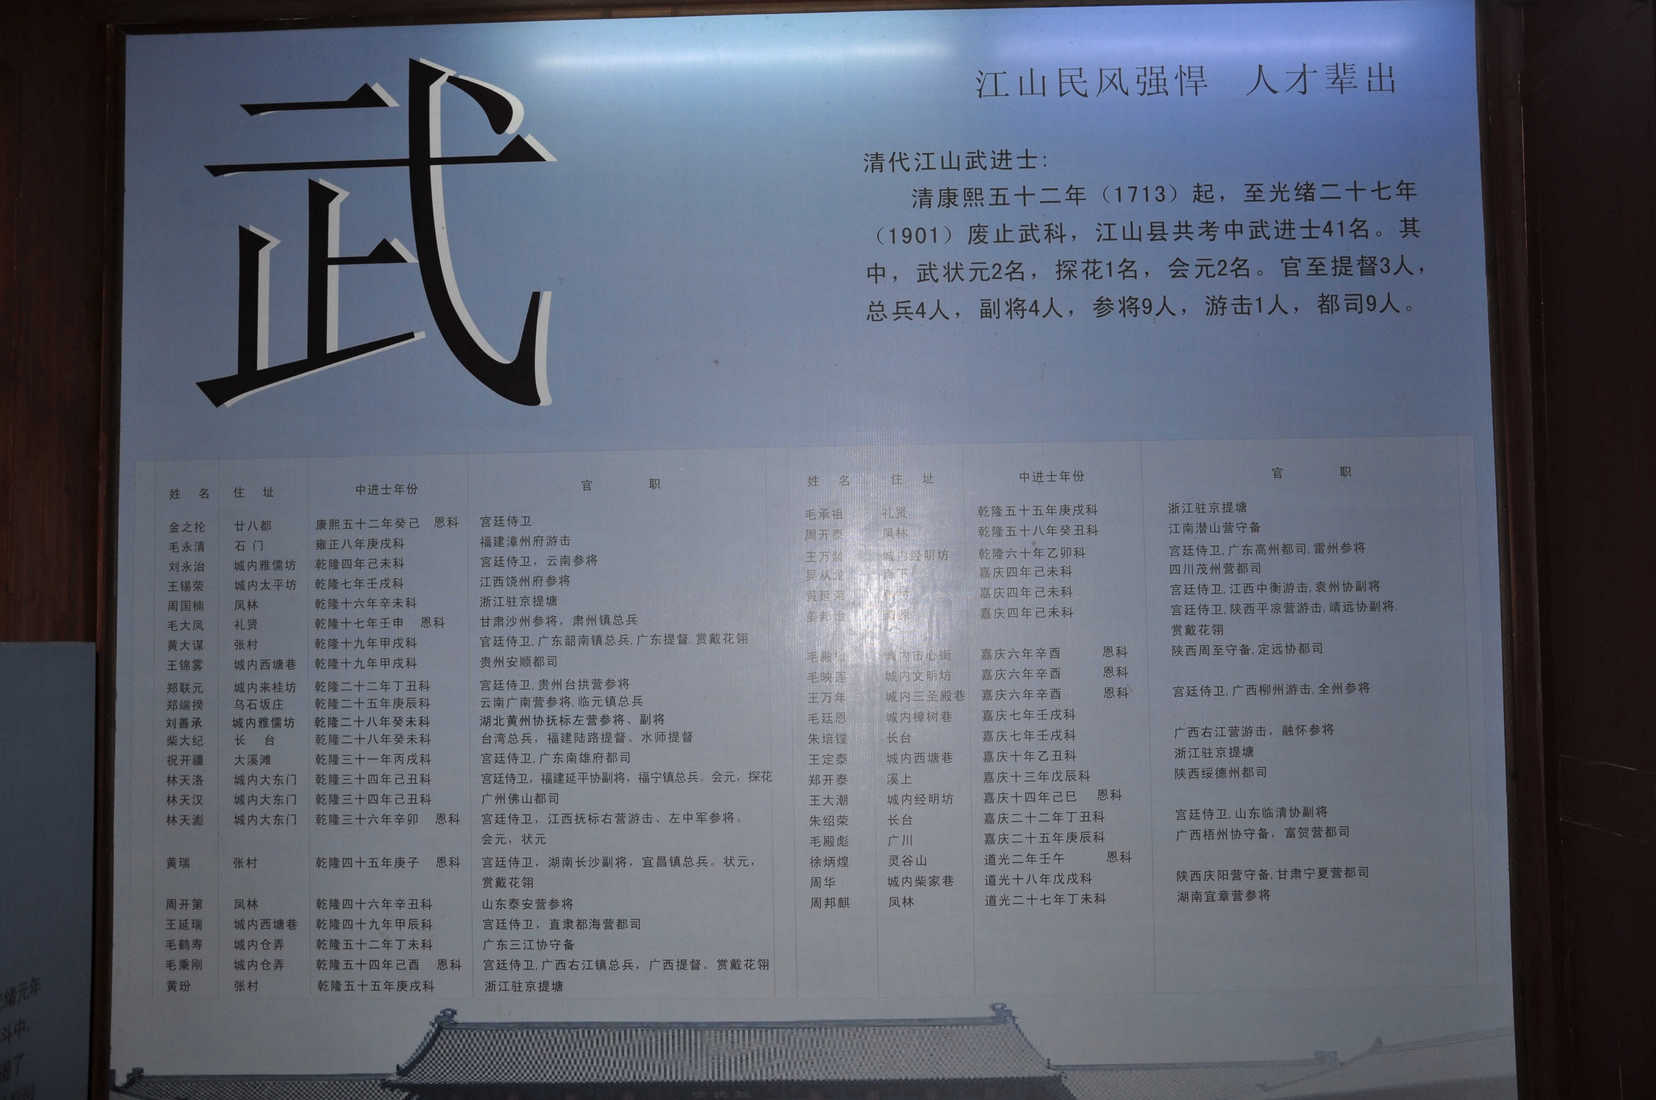 武
江山民风强悍 人才辈出
清代江山武进士:
清康熙五十二年（1713）起，至光绪二十七年
（1901）废止武科，江山县共考中武进士41名。其
中，武状元2名，探花1名，会元2名。官至提督3人，
总兵4人，副将4人，参将9人，游击1人，都司9人。
姓 名 住 址 中进士年份 官 职
金之抡 廿八都 康熙五十二年癸己 恩科 宫廷侍卫
毛永清 石 门 雍正八年庚戌科 福建漳州府游击
刘永治 城内雅儒坊 乾隆四年己未科 宫廷侍卫，云南参将
王锡荣 城内太平坊 乾隆七年壬戌科 江西饶州府参将
周国楠 凤林 乾隆十六年辛未科 浙江驻京提塘
毛大凤 礼贤 乾隆十七年壬申 恩科 甘肃沙州参将，肃州镇总兵
黄大谋 张村 乾隆十九年甲戌科 官廷侍卫,广东韶南镇总兵,广东提督.赏戴花翎
王锦雾 城内西塘巷 乾隆十九年甲戌科 贵州安顺都司
郑联元 城内来桂坊 乾隆二十二年丁丑科 宫廷侍卫,贵州台拱营参将
郑端揆 乌石坂庄 乾隆二十五年庚辰科 云南广南营参将,临元镇总兵
刘善承 城内雅儒坊 乾隆二十八年癸未科 湖北黄州协抚标左营参将、副将
柴大纪 长 台 乾隆二十八年癸未科 台湾总兵，福建陆路提督、水师提督
祝开疆 大溪滩 乾隆三十一年丙戌科 宫廷侍卫,广东南雄府都司
林天洛 城内大东门 乾隆三十四年己丑科 宫廷侍卫，福建延平协副将，福宁镇总兵。会元，探花
林天汉 城内大东门 乾隆三十四年己丑科 广州佛山都司
林天滮 城内大东门 乾隆三十六年辛卯 恩科 宫廷侍卫，江西抚标右营游击、左中军参将。
会元，状元
黄瑞 张村 乾隆四十五年庚子 恩科 宫廷侍卫，湖南长沙副将，宜昌镇总兵。状元，
赏戴花翎
周开第 凤林 乾隆四十六年辛丑科 山东泰安营参将
王延瑞 城内西塘巷 乾隆四十九年甲辰科 宫廷侍卫，直隶都海营都司
毛鹤寿 城内仓弄 乾隆五十二年丁未科 广东三江协守备
毛秉刚 城内仓弄 乾隆五十四年己酉 恩科 宫廷侍卫,广西右江镇总兵，广西提督。赏戴花翎
黄玢 张村 乾隆五十五年庚戌科 浙江驻京提塘
姓 名 住 址 中进士年份 官 职
毛承祖 礼贤 乾隆五十五年庚戌科 浙江驻京提塘
周开泰 凤林 乾隆五十八年癸丑科 江南潜山营守备
王万 城内经明坊 乾隆六十年乙卯科 宫廷侍卫,广东高州都司,雷州参将
嘉庆四年己未科 四川茂州营都司
嘉庆四年己未科 宫廷侍卫,江西中衡游击,袁州协副将
嘉庆四年己未科 宫廷侍卫,陕西平凉营游击,靖远协副将.
赏戴花翎
城内市心街 嘉庆六年辛酉 恩科 陕西周至守备,定远协都司
毛映 城内文明坊 嘉庆六年辛酉 恩科
王万年 城内三圣殿巷 嘉庆六年辛酉 恩科 宫廷侍卫,广西柳州游击,全州参将
毛廷恩 城内樟树巷 嘉庆七年壬戌科
朱培镗 长台 嘉庆七年壬戌科 广西右江营游击，融怀参将
王定泰 城内西塘巷 嘉庆十年乙丑科 浙江驻京提塘
郑开泰 溪上 嘉庆十三年戊辰科 陕西绥德州都司
王大潮 城内经明坊 嘉庆十四年己巳 恩科
朱绍荣 长台 嘉庆二十二年丁丑科 宫廷侍卫,山东临清协副将
毛殿彪 广川 嘉庆二十五年庚辰科 广西梧州协守备，富贺营都司
徐炳煌 灵谷山 道光二年壬午 恩科
周华 城内柴家巷 道光十八年戊戌科 陕西庆阳营守备,甘肃宁夏营都司
周邦麒 凤林 道光二十七年丁未科 湖南宜章营参将
绪元年
斗中,
了